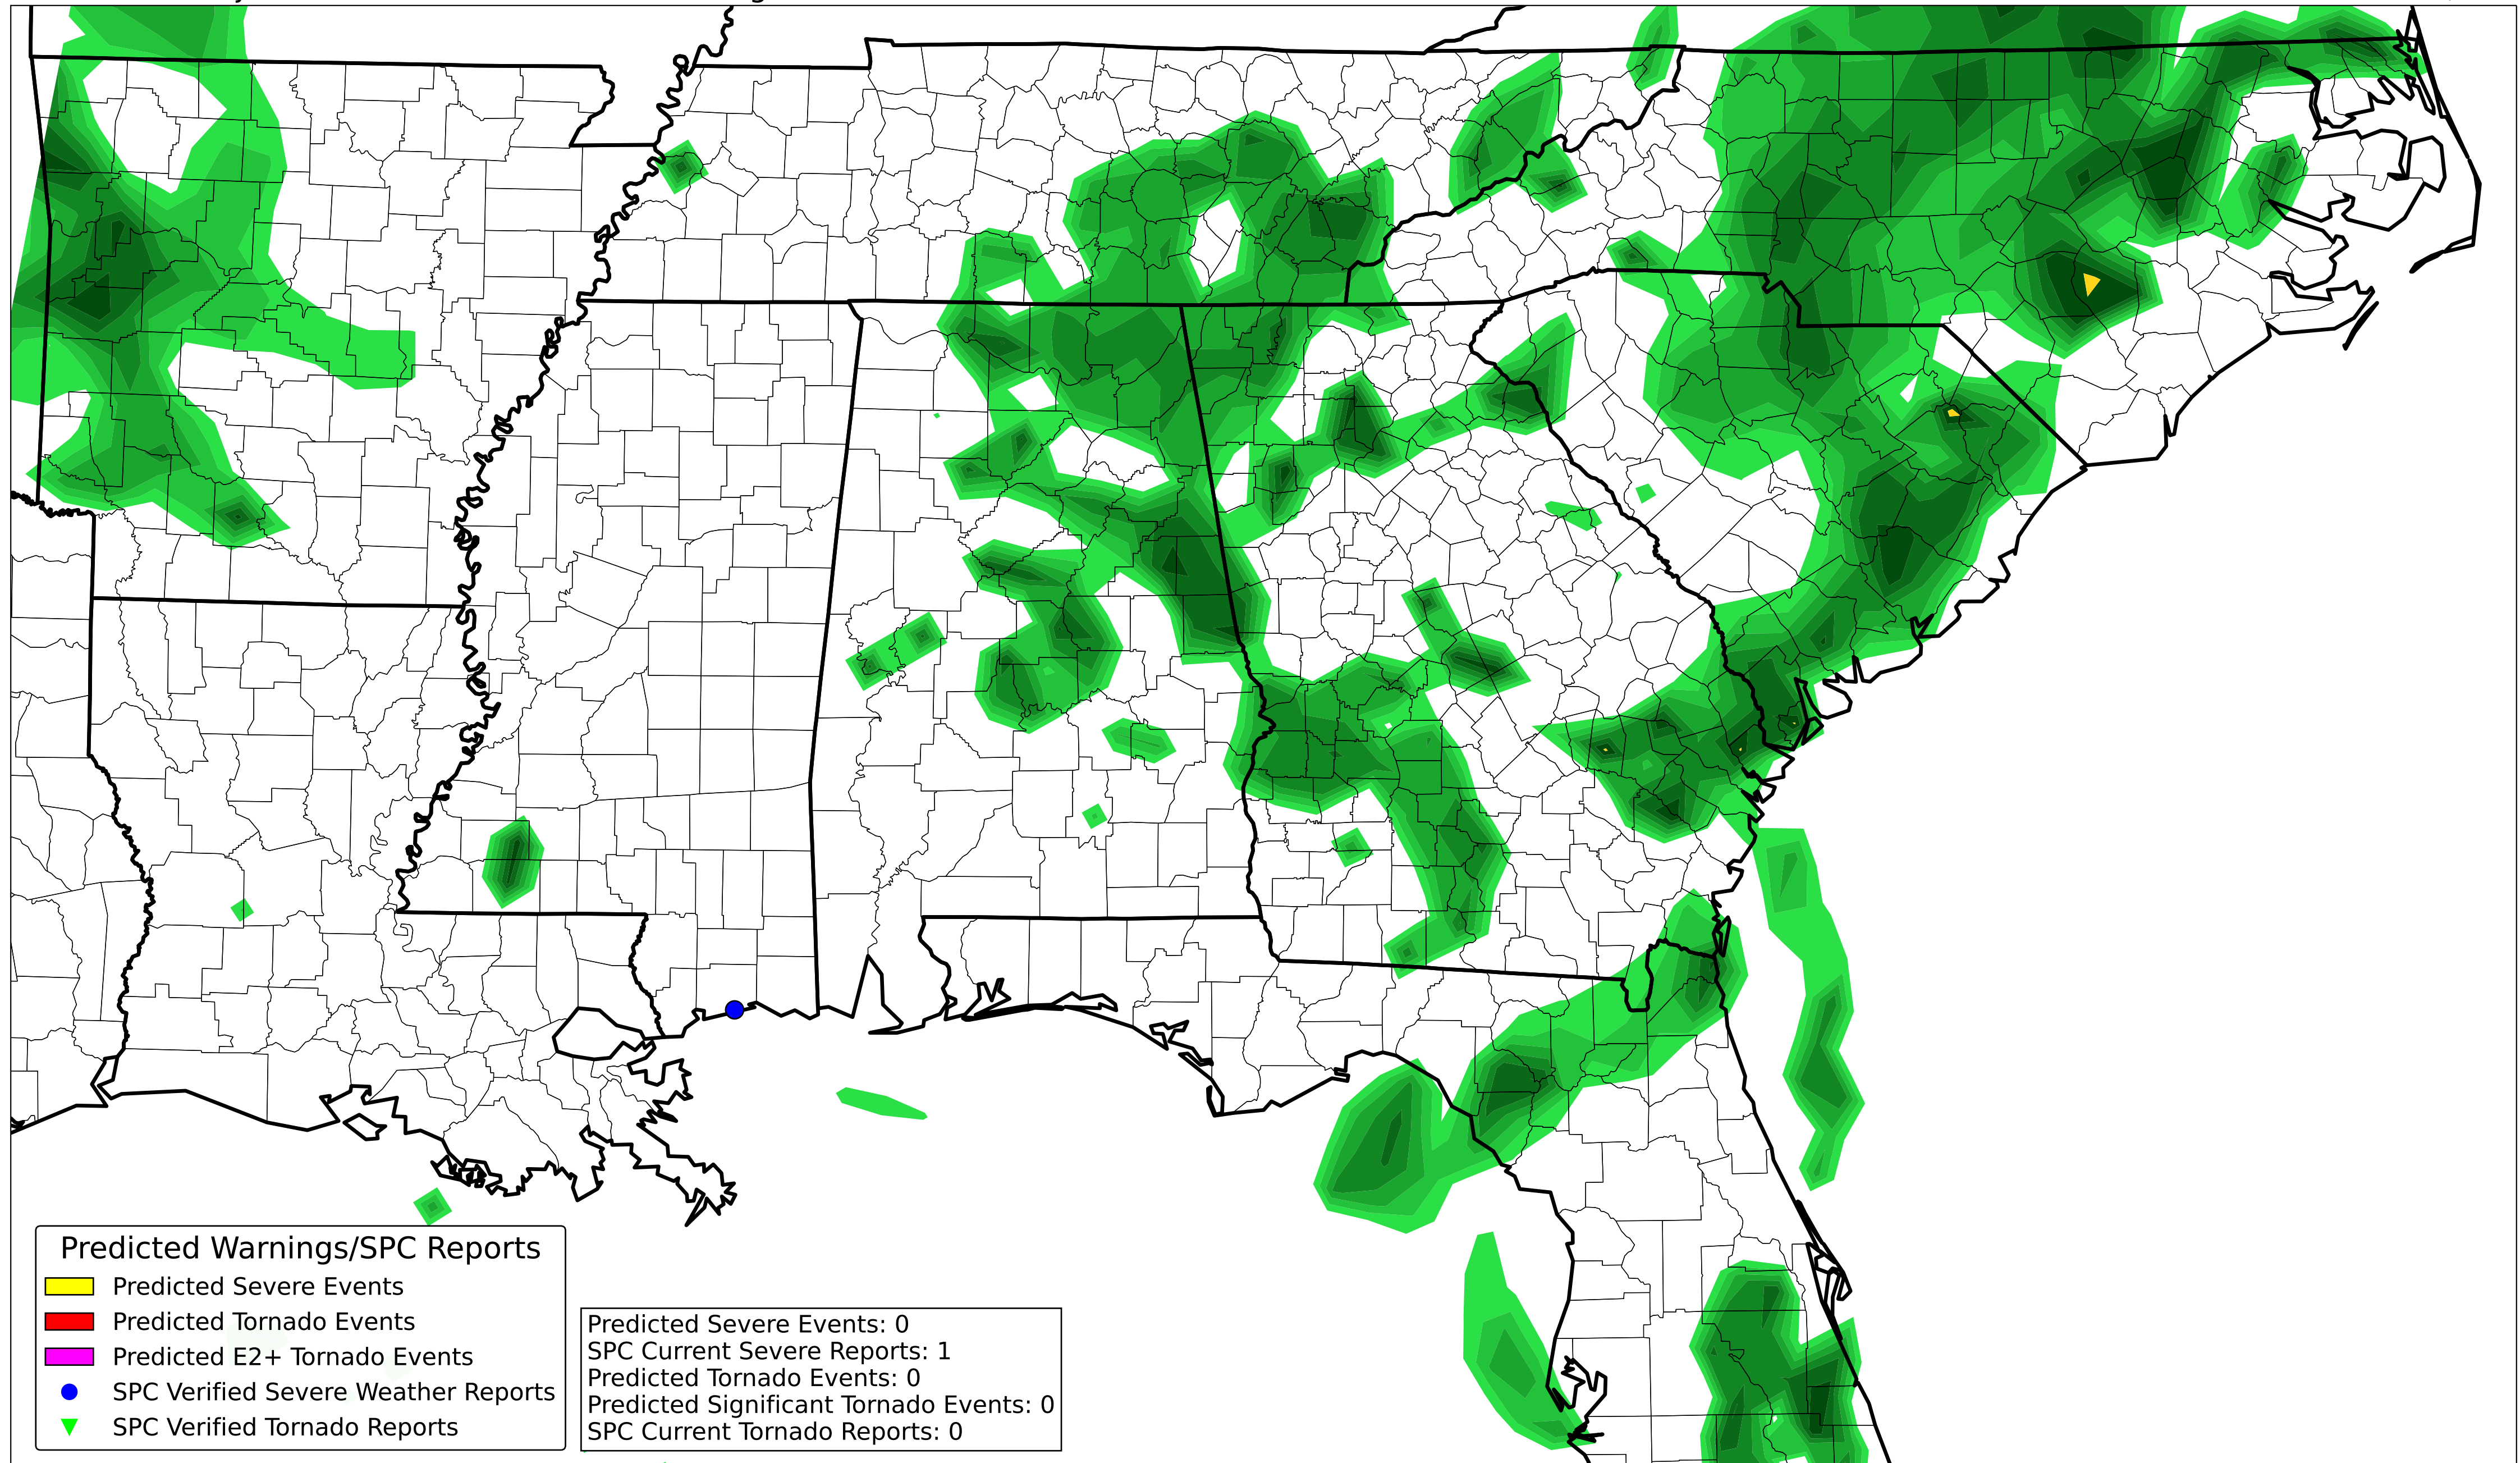 Predicted Warnings/SPC Reports
Predicted Severe Events
Predicted Tornado Events
Predicted E2+ Tornado Events
SPC Verified Severe Weather Reports
SPC Verified Tornado Reports
Predicted Severe Events: 0
SPC Current Severe Reports: 1
Predicted Tornado Events: 0
Predicted Significant Tornado Events: 0
SPC Current Tornado Reports: 0